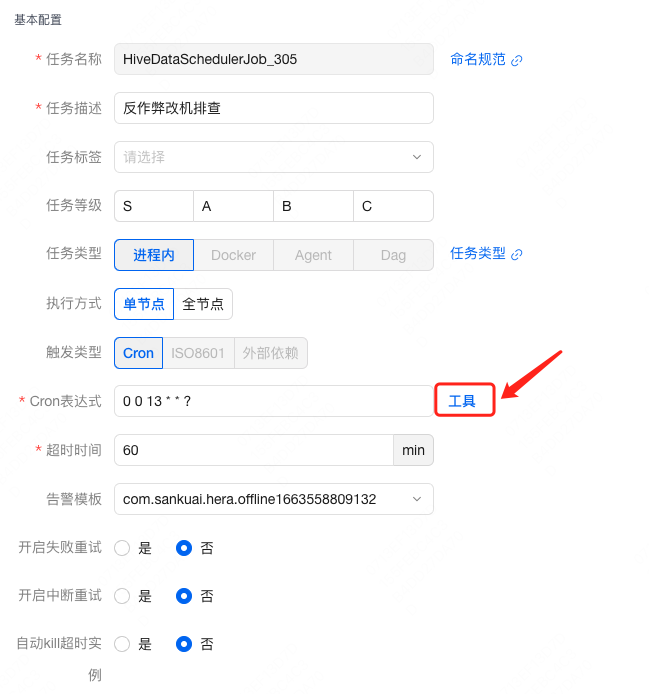 基本配置
* 任务名称 HiveDataSchedulerJob_305 命名规范
* 任务描述 反作弊改机排查
任务标签 请选择
任务等级 S A B C
任务类型 进程内 Docker Agent Dag 任务类型
执行方式 单节点 全节点
触发类型 Cron ISO8601 外部依赖
* Cron表达式 0 0 13 * * ? 工具
* 超时时间 60 min
告警模板 com.sankuai.hera.offline1663558809132
开启失败重试 是 否
开启中断重试 是 否
自动kill超时实 是 否
例